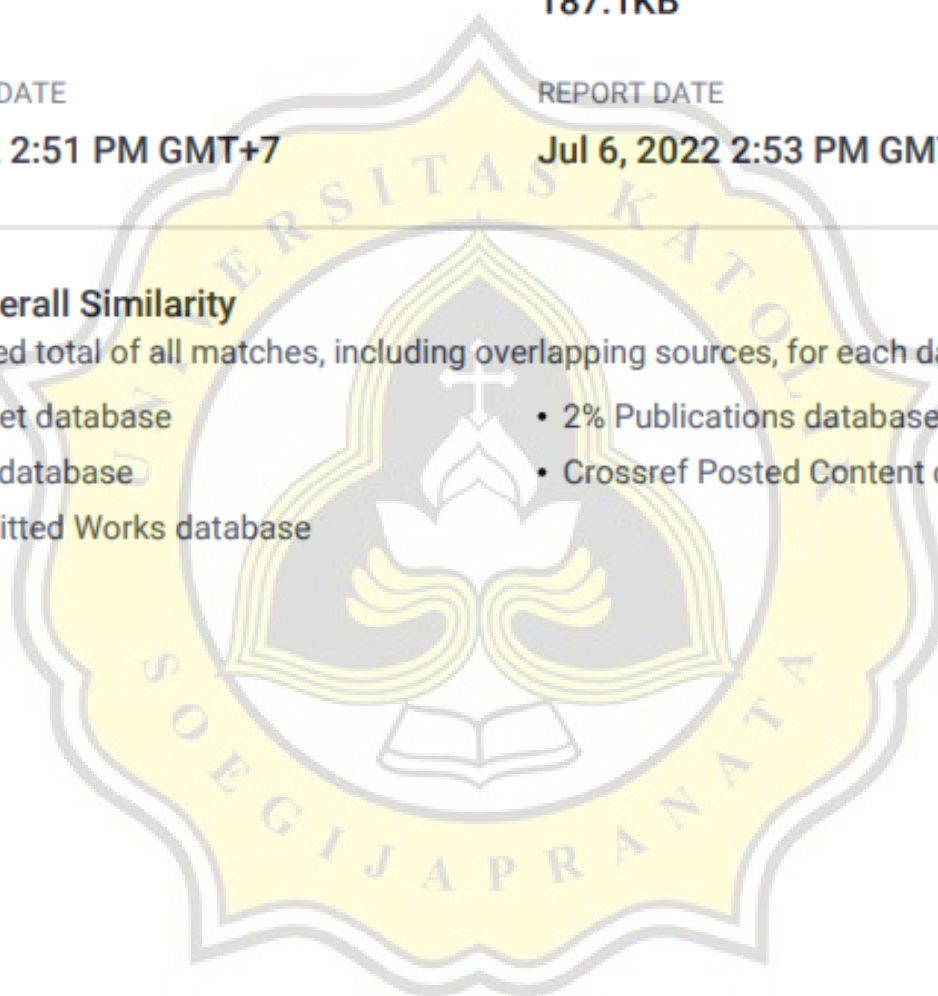 187.1KB
DATE
REPORT DATE
2:51 PM GMT+7
Jul 6, 2022 2:53 PM GM
UNIVERSITAS KATOLIK
erall Similarity
ed total of all matches, including overlapping sources, for each da
et database
• 2% Publications database
database
• Crossref Posted Content
itted Works database
SOEGIJAPRANATA